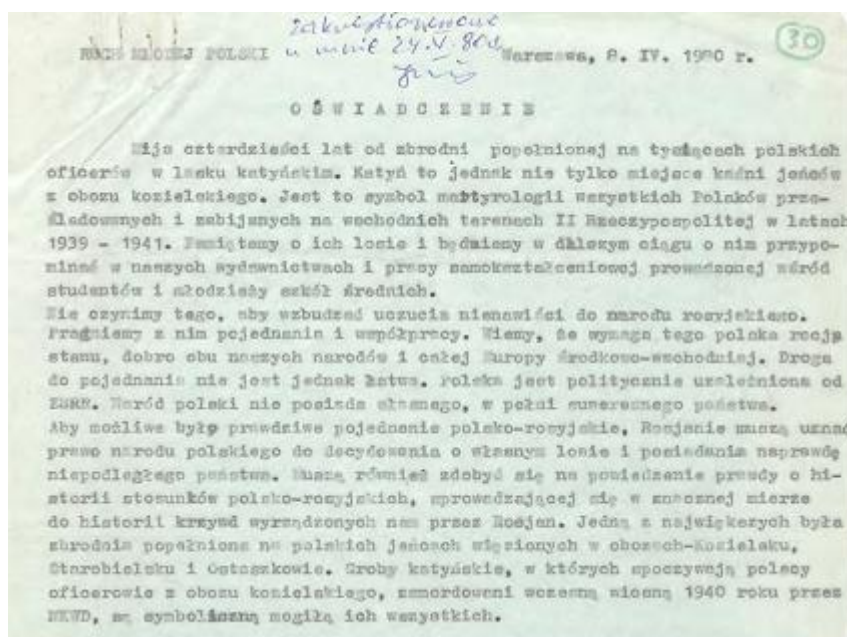 zakwestionowane
u mnie 24.V.80r.
30
RUCH MŁODEJ POLSKI Warszawa, 8. IV. 1980 r.
OŚWIADCZENIE
Mija czterdzieści lat od zbrodni popełnionej na tysiącach polskich
oficerów w lasku katyńskim. Katyń to jednak nie tylko miejsce kaźni jeńców
z obozu kozielskiego. Jest to symbol martyrologii wszystkich Polaków prze-
śladowanych i zabijanych na wschodnich terenach II Rzeczypospolitej w latach
1939 - 1941. Pamiętamy o ich losie i będziemy w dalszym ciągu o nim przypo-
minać w naszych wydawnictwach i pracy samokształceniowej prowadzonej wśród
studentów i młodzieży szkół średnich.
Nie czynimy tego, aby wzbudzać uczucia nienawiści do narodu rosyjskiego.
Pragniemy z nim pojednania i współpracy. Wiemy, że wymaga tego polska racja
stanu, dobro obu naszych narodów i całej Europy środkowo-wschodniej. Droga
do pojednania nie jest jednak łatwa. Polska jest politycznie uzależniona od
ZSRR. Naród polski nie posiada własnego, w pełni suwerennego państwa.
Aby możliwe było prawdziwe pojednanie polsko-rosyjskie, Rosjanie muszą uznać
prawo narodu polskiego do decydowania o własnym losie i posiadania naprawdę
niepodległego państwa. Muszą również zdobyć się na powiedzenie prawdy o hi-
storii stosunków polsko-rosyjskich, sprowadzającej się w znacznej mierze
do historii krzywd wyrządzonych nam przez Rosjan. Jedną z największych była
zbrodnia popełniona na polskich jeńcach więzionych w obozach-Kozielsku,
Starobielsku i Ostaszkowie. Groby katyńskie, w których spoczywają polscy
oficerowie z obozu kozielskiego, zamordowani wczesną wiosną 1940 roku przez
NKWD, są symboliczną mogiłą ich wszystkich.